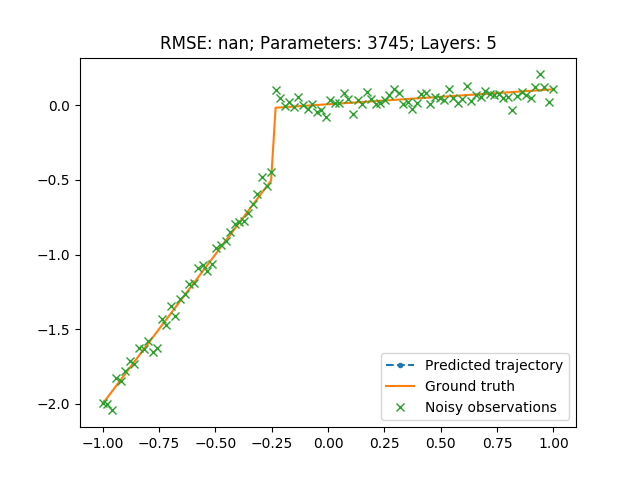 RMSE: nan; Parameters: 3745; Layers: 5
0.0
−0.5
−1.0
−1.5
−2.0
Predicted trajectory
Ground truth
Noisy observations
−1.00 −0.75 −0.50 −0.25 0.00 0.25 0.50 0.75 1.00